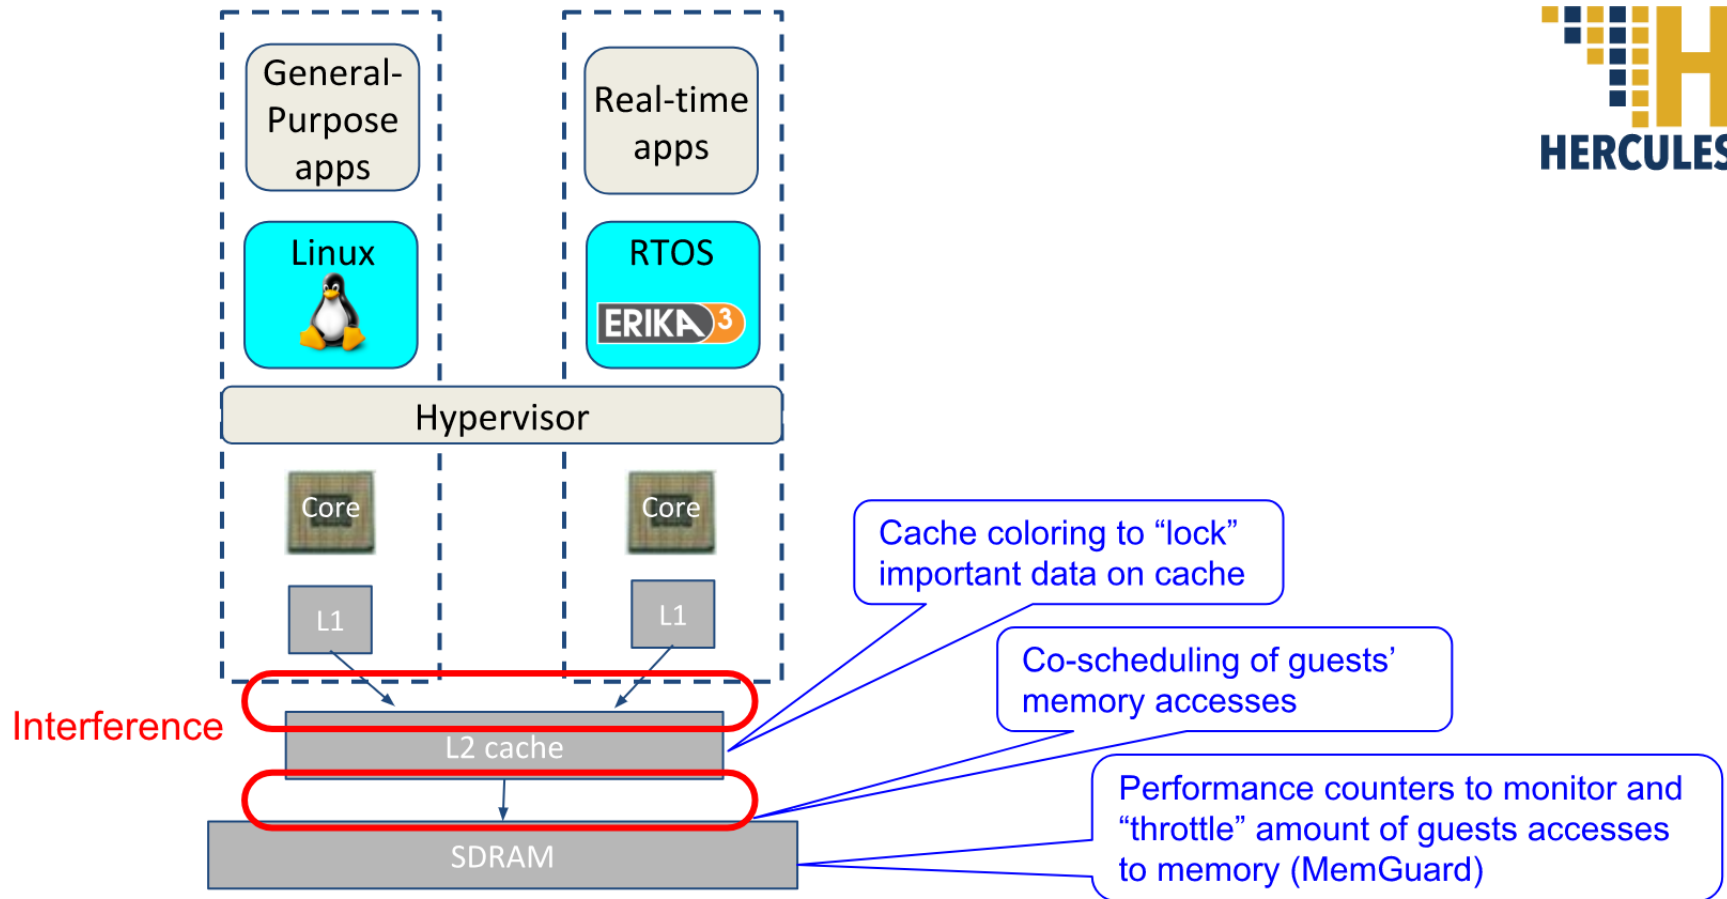 General-
Purpose
apps
Real-time
apps
HERCULES
Linux
RTOS
ERIKA 3
Hypervisor
Core
Core
Cache coloring to “lock”
important data on cache
L1
L1
Co-scheduling of guests’
memory accesses
Interference
L2 cache
Performance counters to monitor and
“throttle” amount of guests accesses
to memory (MemGuard)
SDRAM